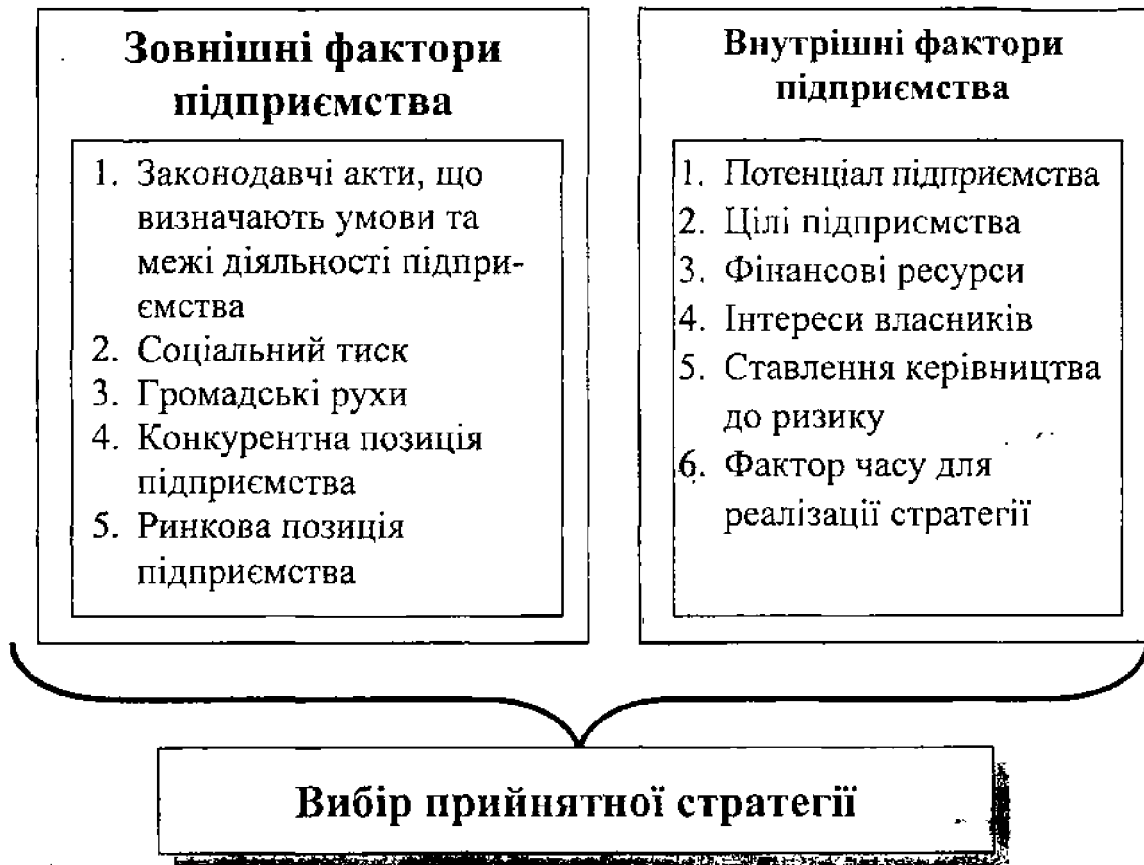 Зовнішні фактори
підприємства
1. Законодавчі акти, що
визначають умови та
межі діяльності підпри-
ємства
2. Соціальний тиск
3. Громадські рухи
4. Конкурентна позиція
підприємства
5. Ринкова позиція
підприємства
Внутрішні фактори
підприємства
1. Потенціал підприємства
2. Цілі підприємства
3. Фінансові ресурси
4. Інтереси власників
5. Ставлення керівництва
до ризику
6. Фактор часу для
реалізації стратегії
Вибір прийнятної стратегії